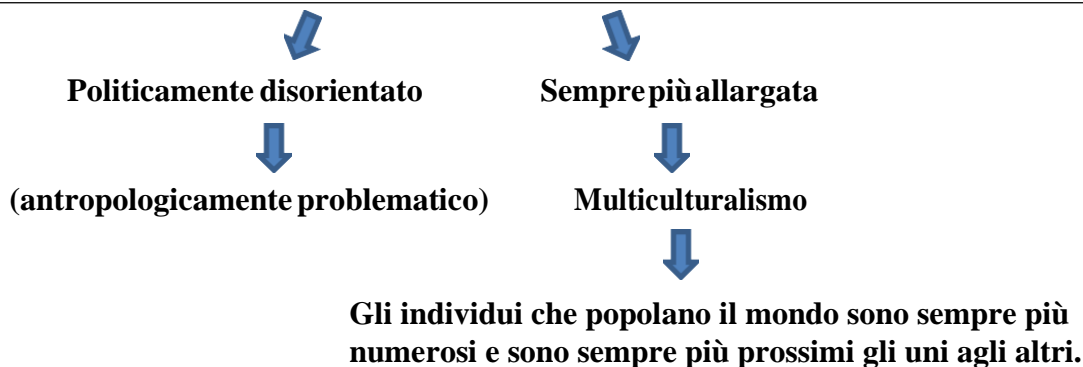 Politicamente disorientato
Sempre più allargata
(antropologicamente problematico)
Multiculturalismo
Gli individui che popolano il mondo sono sempre più
numerosi e sono sempre più prossimi gli uni agli altri.